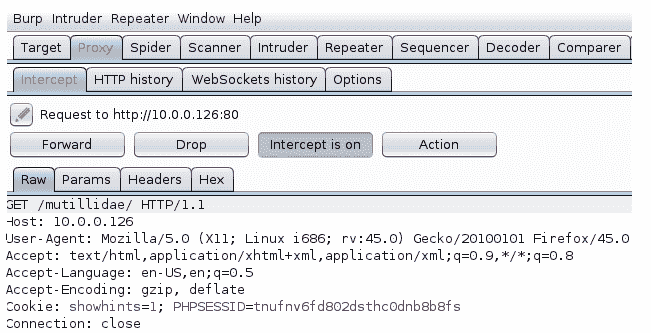 Burp Intruder Repeater Window Help
Target Proxy Spider Scanner Intruder Repeater Sequencer Decoder Comparer
Intercept HTTP history WebSockets history Options
Request to http://10.0.0.126:80
Forward Drop Intercept is on Action
Raw Params Headers Hex
GET /mutillidae/ HTTP/1.1
Host: 10.0.0.126
User-Agent: Mozilla/5.0 (X11; Linux i686; rv:45.0) Gecko/20100101 Firefox/45.0
Accept: text/html,application/xhtml+xml,application/xml;q=0.9,*/*;q=0.8
Accept-Language: en-US,en;q=0.5
Accept-Encoding: gzip, deflate
Cookie: showhints=1; PHPSESSID=tnufnv6fd802dsthc0dnb8b8fs
Connection: close